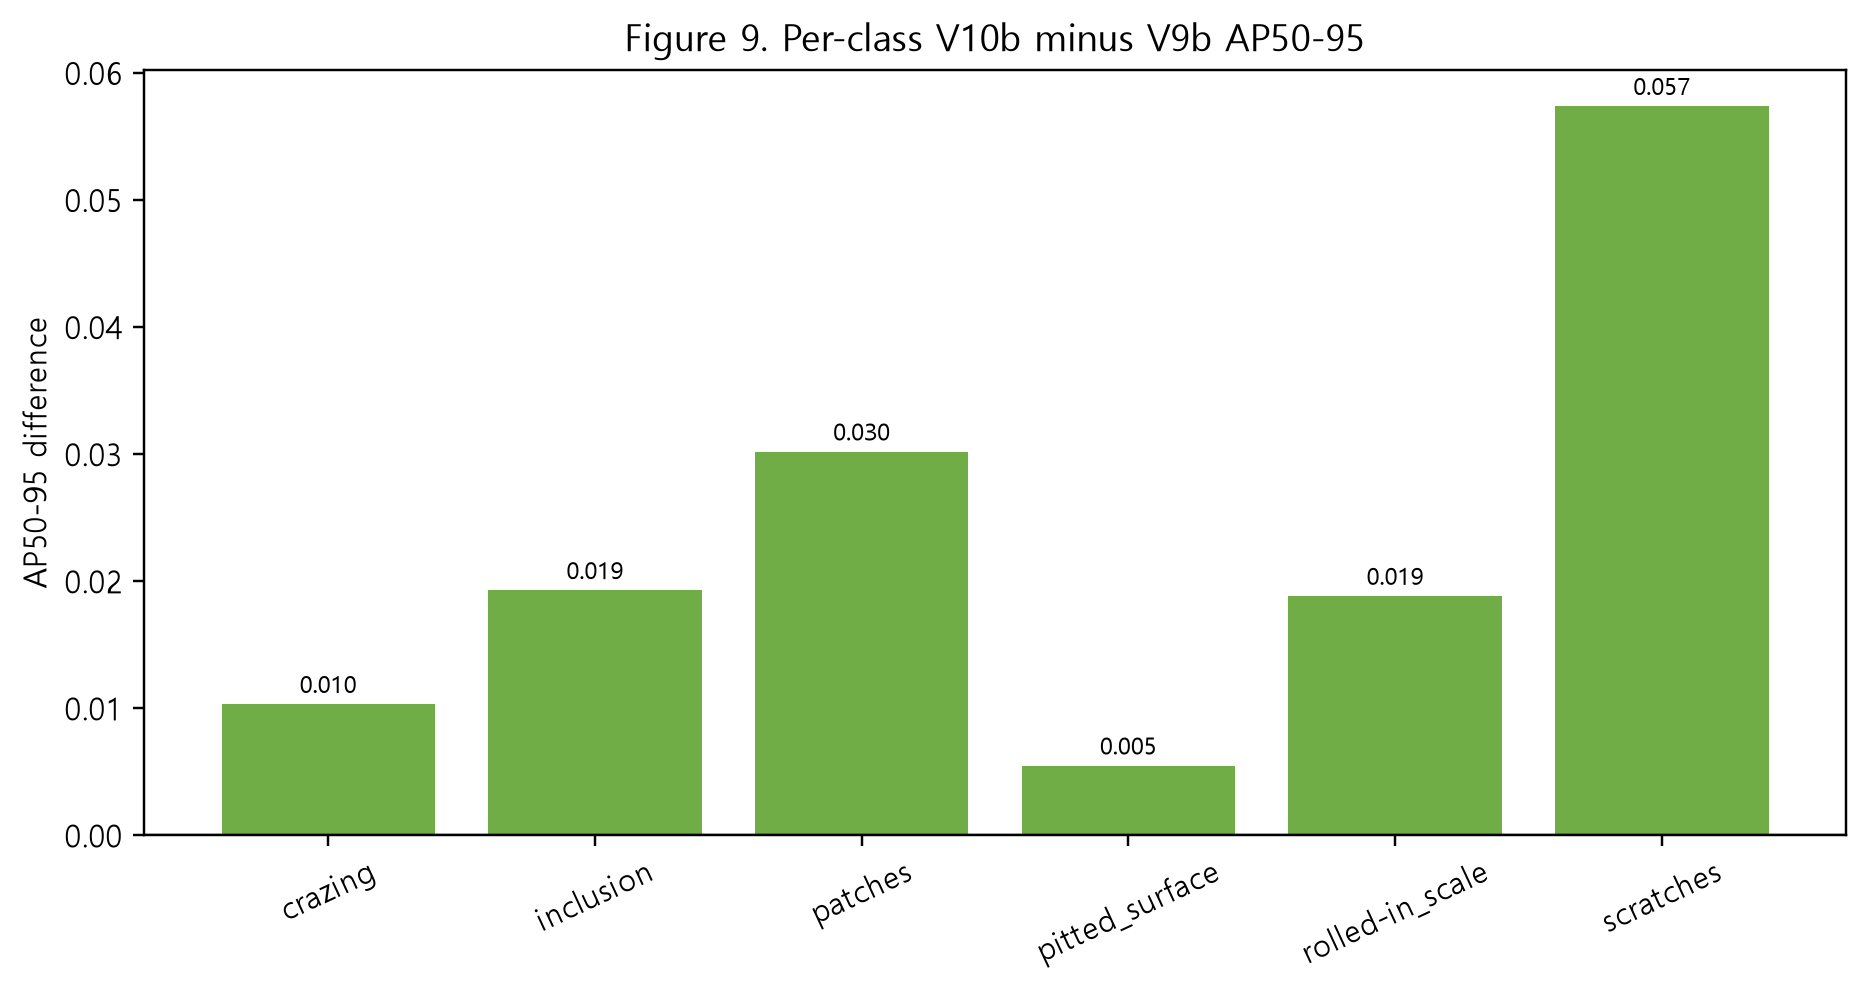 Figure 9. Per-class V10b minus V9b AP50-95
AP50-95 difference
0.06
0.05
0.04
0.03
0.02
0.01
0.00
0.010
0.019
0.030
0.005
0.019
0.057
crazing
inclusion
patches
pitted_surface
rolled-in_scale
scratches